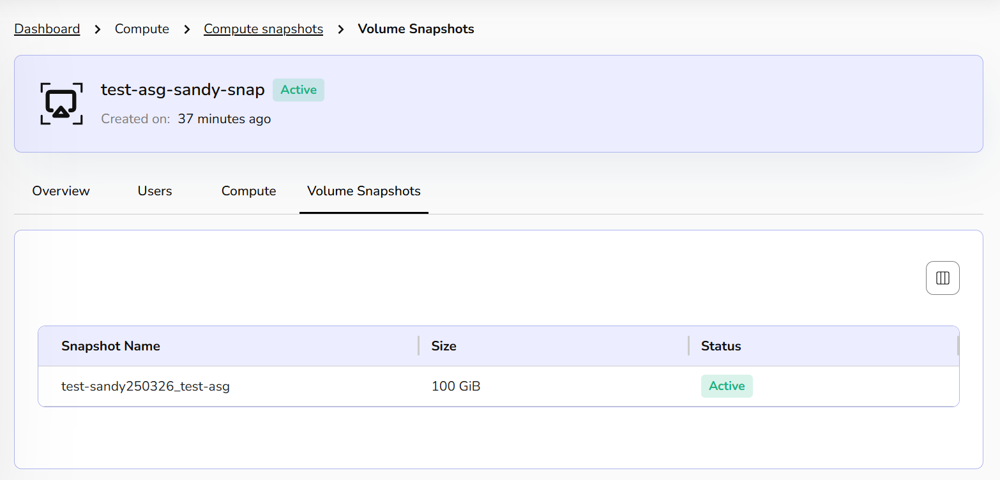 Dashboard > Compute > Compute snapshots > Volume Snapshots
test-asg-sandy-snap Active
Created on: 37 minutes ago
Overview Users Compute Volume Snapshots
Snapshot Name Size Status
test-sandy250326_test-asg 100 GiB Active